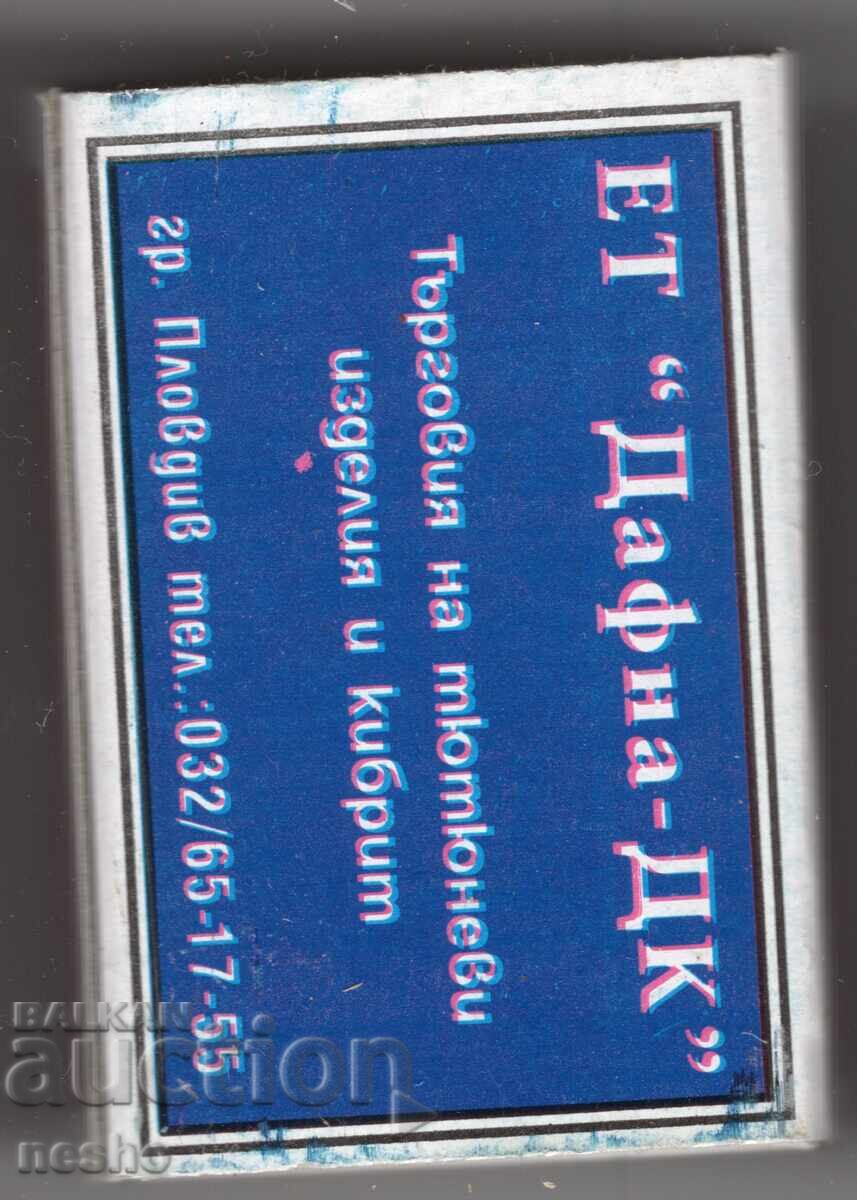 ЕТ “Дафна-ДК”
Търговия на тютюневи
изделия и кибрит
гр. Пловдив тел.:032/65-17-55
BALKAN
auction
nesho